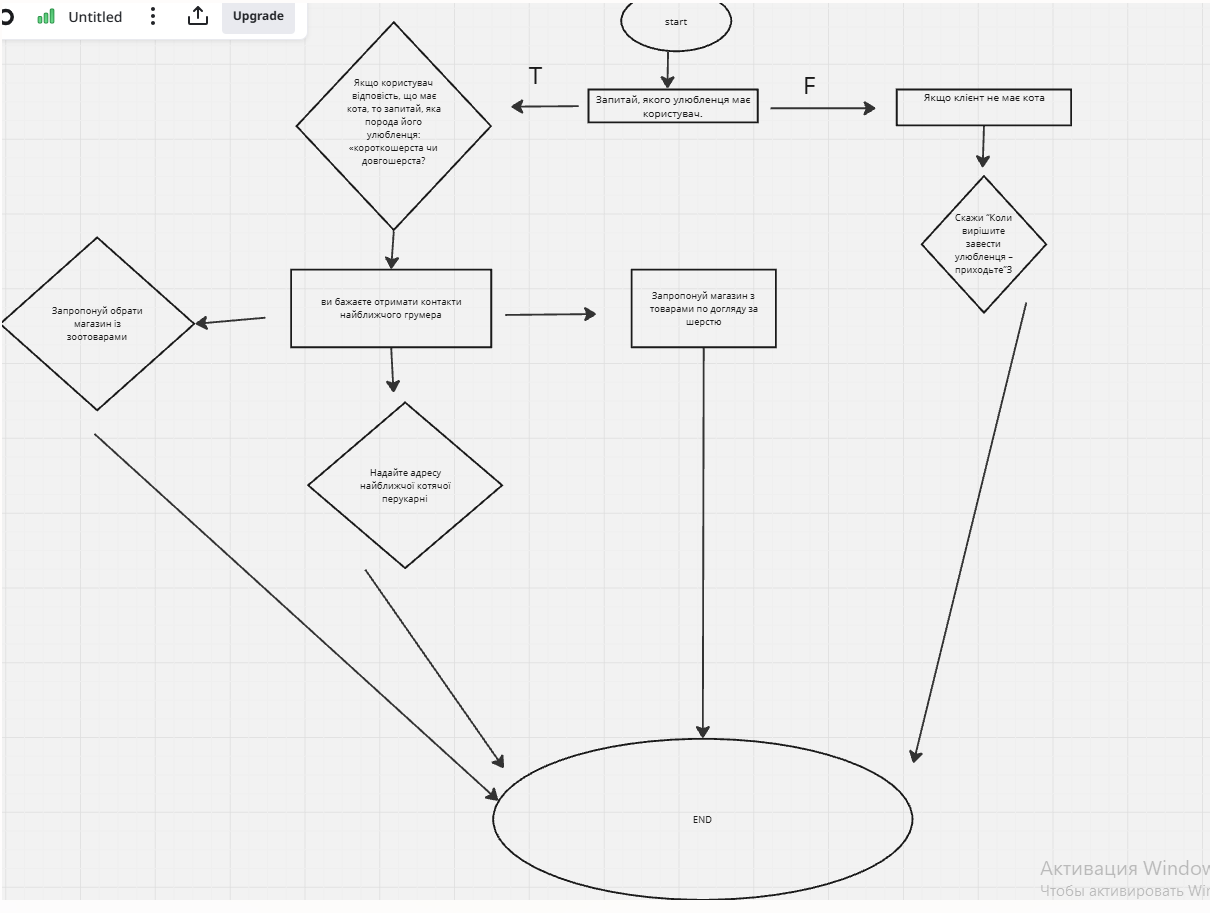 Untitled
Upgrade
start
T
F
Якщо користувач
відповість, що має
кота, то запитай, яка
порода його
улюбленця:
«короткошерста чи
довгошерста?
Запитай, якого улюбленця має
користувач.
Якщо клієнт не має кота
Скажи "Коли
вирішите
завести
улюбленця –
приходьте"З
Запропонуй обрати
магазин із
зоотоварами
ви бажаєте отримати контакти
найближчого грумера
Запропонуй магазин з
товарами по догляду за
шерстю
Надайте адресу
найближчої котячої
перукарні
END
Активация Window
Чтобы активировать Wi